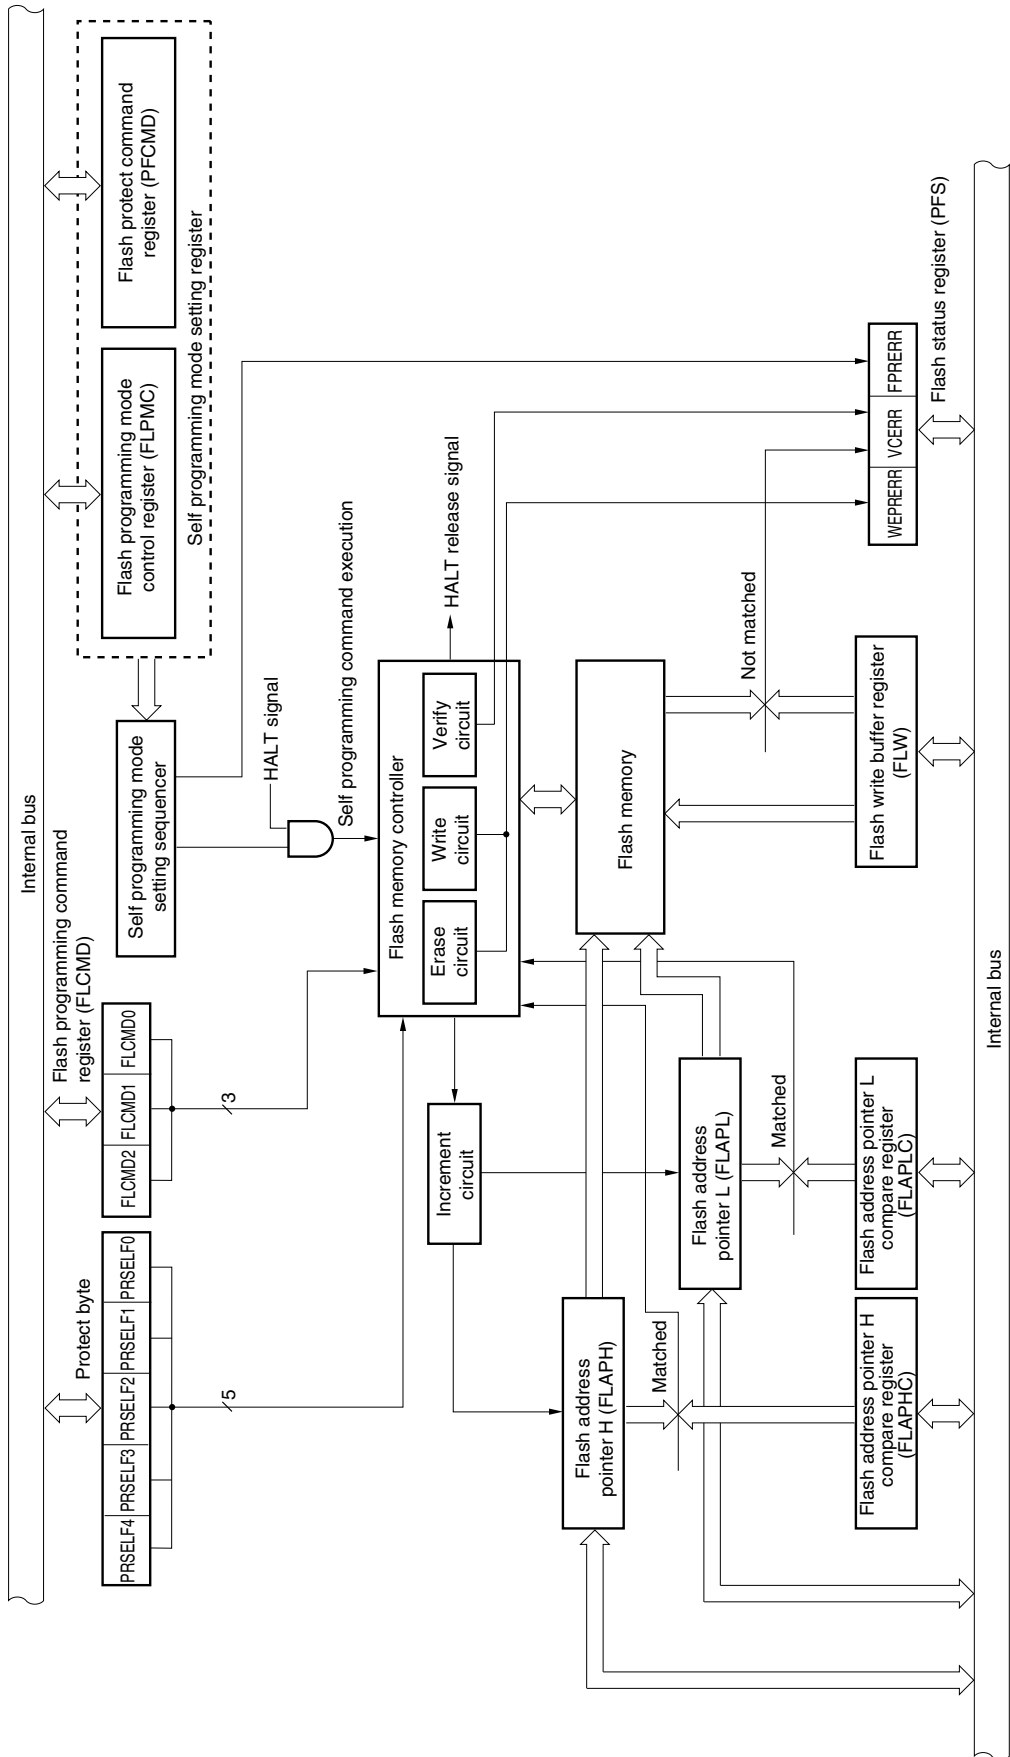 Internal bus
Protect byte
PRSELF4 PRSELF3 PRSELF2 PRSELF1 PRSELF0
5
Flash programming command
register (FLCMD)
FLCMD2 FLCMD1 FLCMD0
3
Self programming mode
setting sequencer
Flash programming mode
control register (FLPMC)
Flash protect command
register (PFCMD)
Self programming mode setting register
HALT signal
Self programming command execution
Flash memory controller
Erase
circuit
Write
circuit
Verify
circuit
HALT release signal
Increment
circuit
Flash address
pointer H (FLAPH)
Matched
Flash address
pointer L (FLAPL)
Matched
Flash memory
Not matched
Flash address pointer H
compare register
(FLAPHC)
Flash address pointer L
compare register
(FLAPLC)
Flash write buffer register
(FLW)
WEPRERR VCERR FPRERR
Flash status register (PFS)
Internal bus